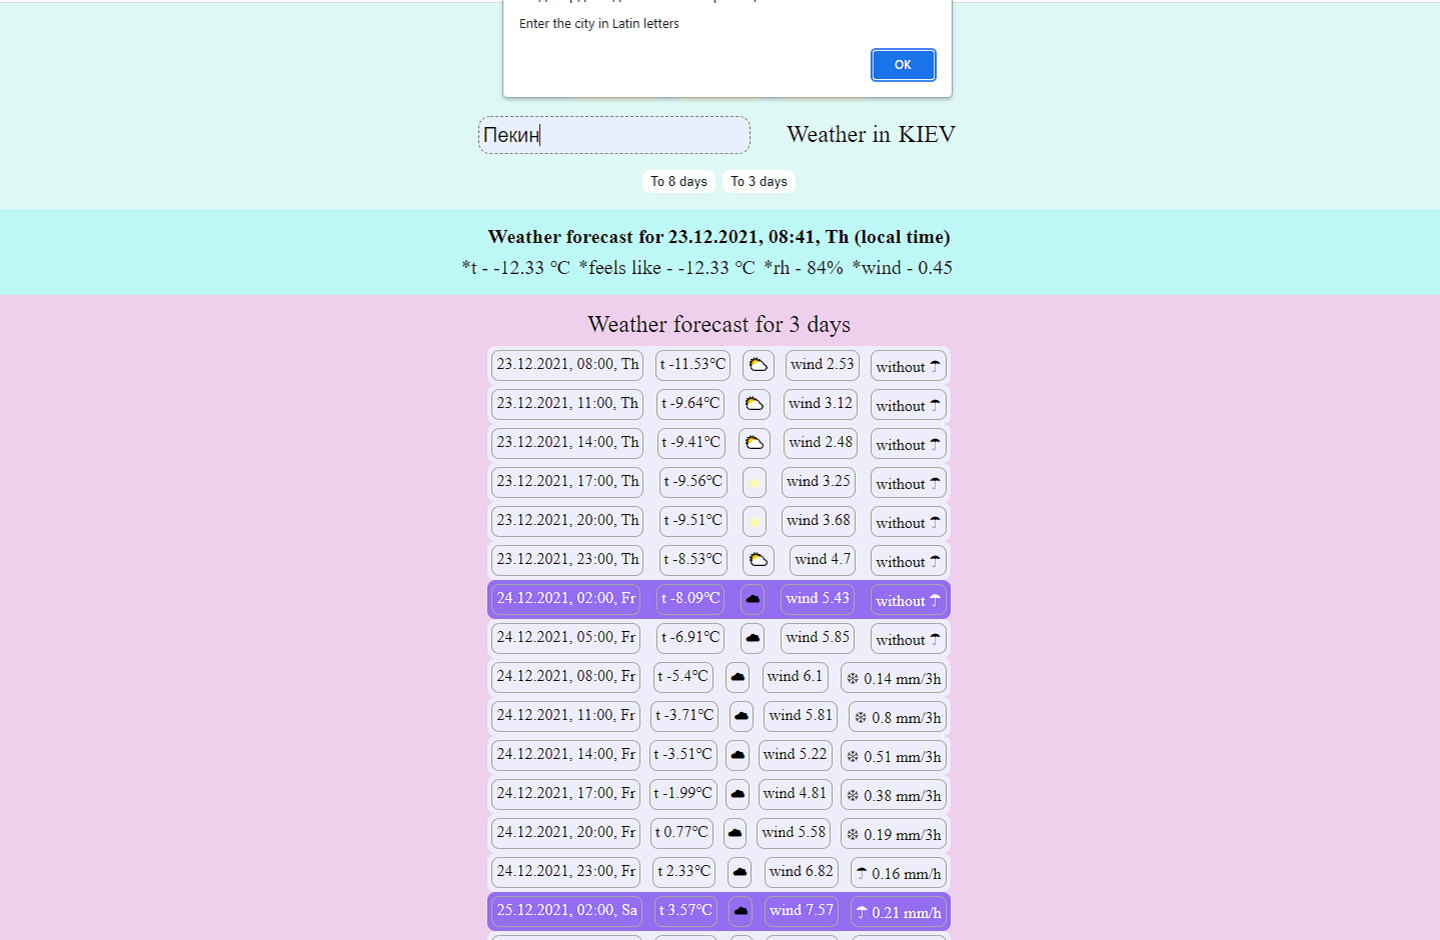 Enter the city in Latin letters
OK
Пекин
Weather in KIEV
To 8 days To 3 days
Weather forecast for 23.12.2021, 08:41, Th (local time)
*t - -12.33 °C *feels like - -12.33 °C *rh - 84% *wind - 0.45
Weather forecast for 3 days
23.12.2021, 08:00, Th t -11.53°C wind 2.53 without ☂
23.12.2021, 11:00, Th t -9.64°C wind 3.12 without ☂
23.12.2021, 14:00, Th t -9.41°C wind 2.48 without ☂
23.12.2021, 17:00, Th t -9.56°C wind 3.25 without ☂
23.12.2021, 20:00, Th t -9.51°C wind 3.68 without ☂
23.12.2021, 23:00, Th t -8.53°C wind 4.7 without ☂
24.12.2021, 02:00, Fr t -8.09°C wind 5.43 without ☂
24.12.2021, 05:00, Fr t -6.91°C wind 5.85 without ☂
24.12.2021, 08:00, Fr t -5.4°C wind 6.1 ❄ 0.14 mm/3h
24.12.2021, 11:00, Fr t -3.71°C wind 5.81 ❄ 0.8 mm/3h
24.12.2021, 14:00, Fr t -3.51°C wind 5.22 ❄ 0.51 mm/3h
24.12.2021, 17:00, Fr t -1.99°C wind 4.81 ❄ 0.38 mm/3h
24.12.2021, 20:00, Fr t 0.77°C wind 5.58 ❄ 0.19 mm/3h
24.12.2021, 23:00, Fr t 2.33°C wind 6.82 ☂ 0.16 mm/h
25.12.2021, 02:00, Sa t 3.57°C wind 7.57 ☂ 0.21 mm/h